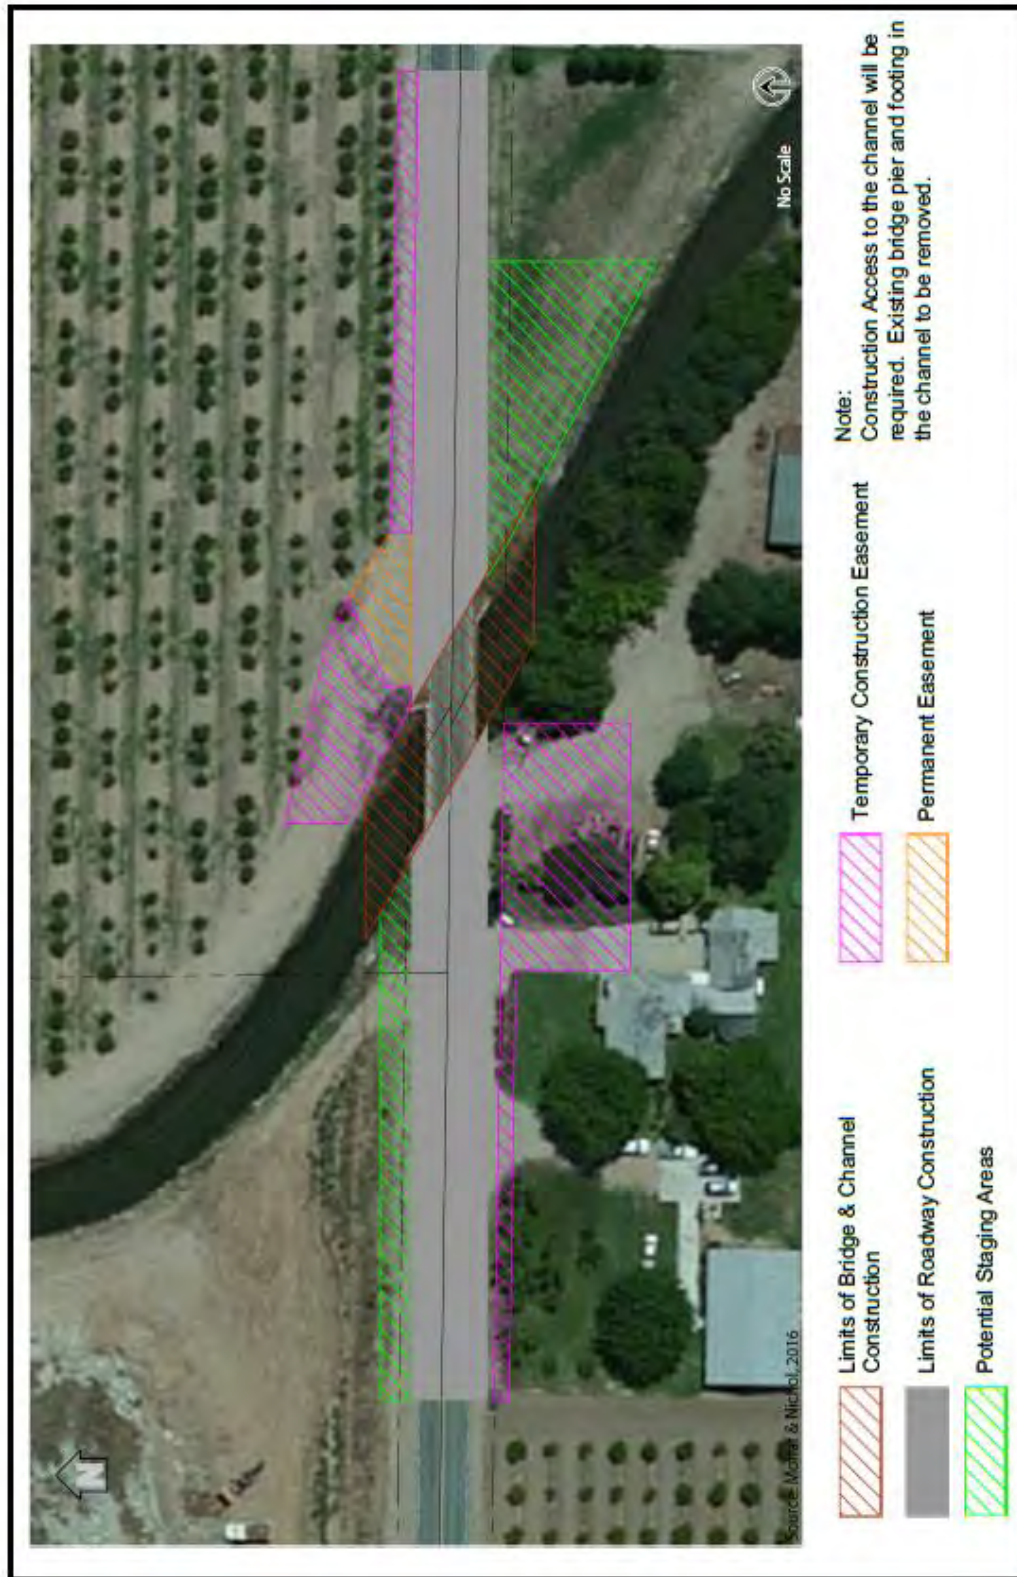 N
No Scale
Source: Moffat & Nichol, 2016
Limits of Bridge & Channel
Construction
Limits of Roadway Construction
Potential Staging Areas
Temporary Construction Easement
Permanent Easement
Note:
Construction Access to the channel will be
required. Existing bridge pier and footing in
the channel to be removed.